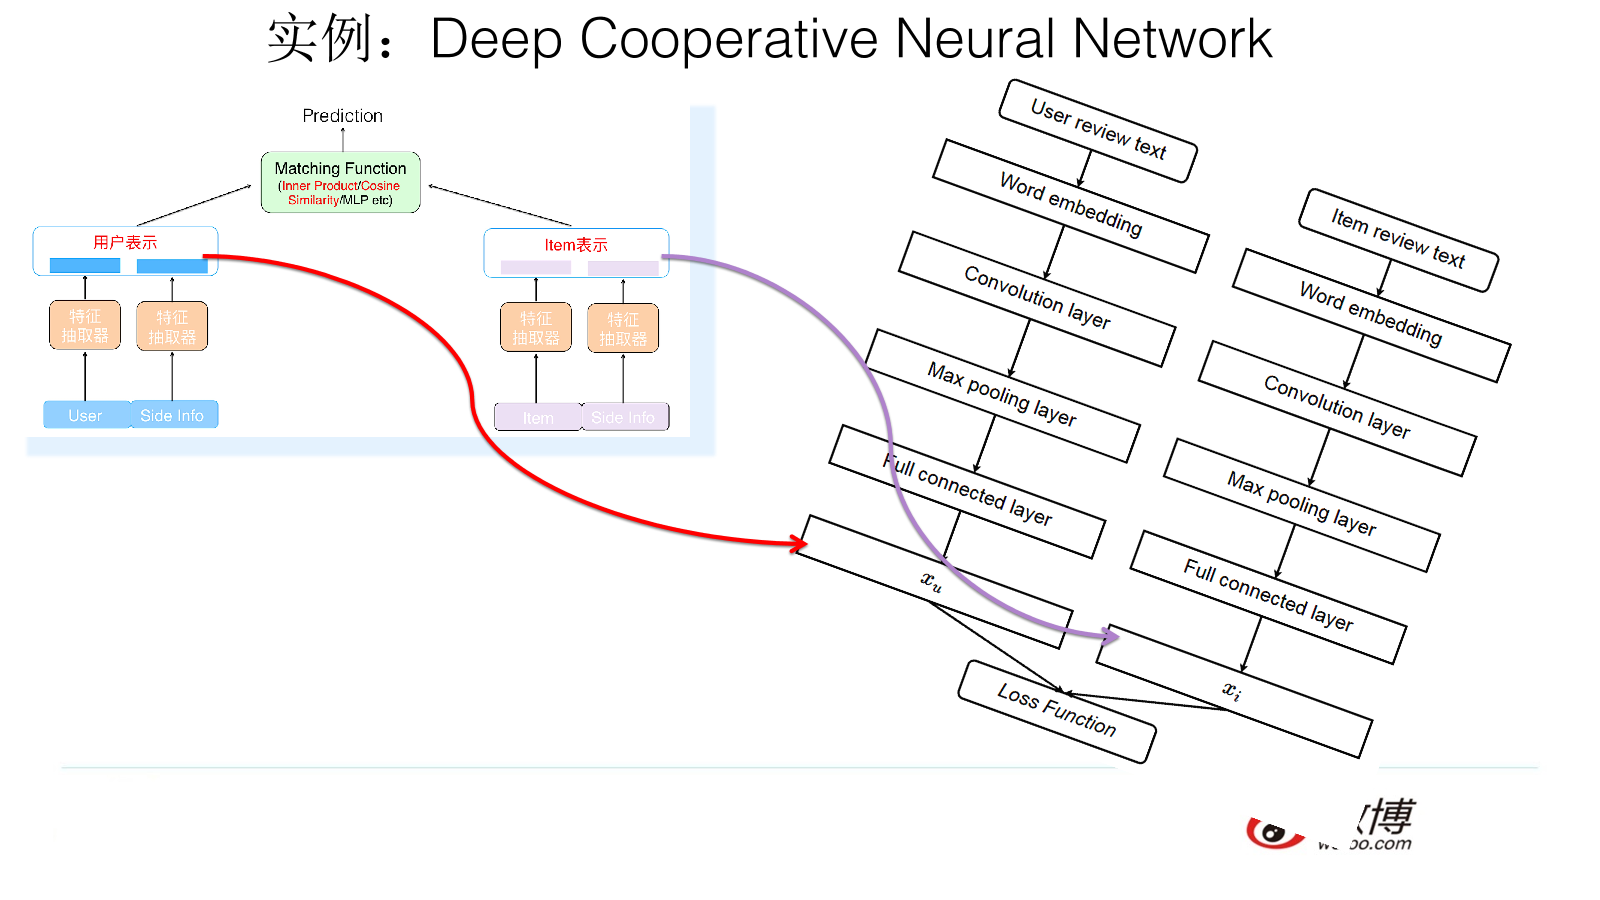 实例：Deep Cooperative Neural Network
Prediction
Matching Function
(Inner Product/Cosine
Similarity/MLP etc)
用户表示
Item表示
特征
抽取器
特征
抽取器
特征
抽取器
特征
抽取器
User
Side Info
Item
Side Info
User review text
Word embedding
Convolution layer
Max pooling layer
Full connected layer
x_u
Item review text
Word embedding
Convolution layer
Max pooling layer
Full connected layer
x_i
Loss Function
博